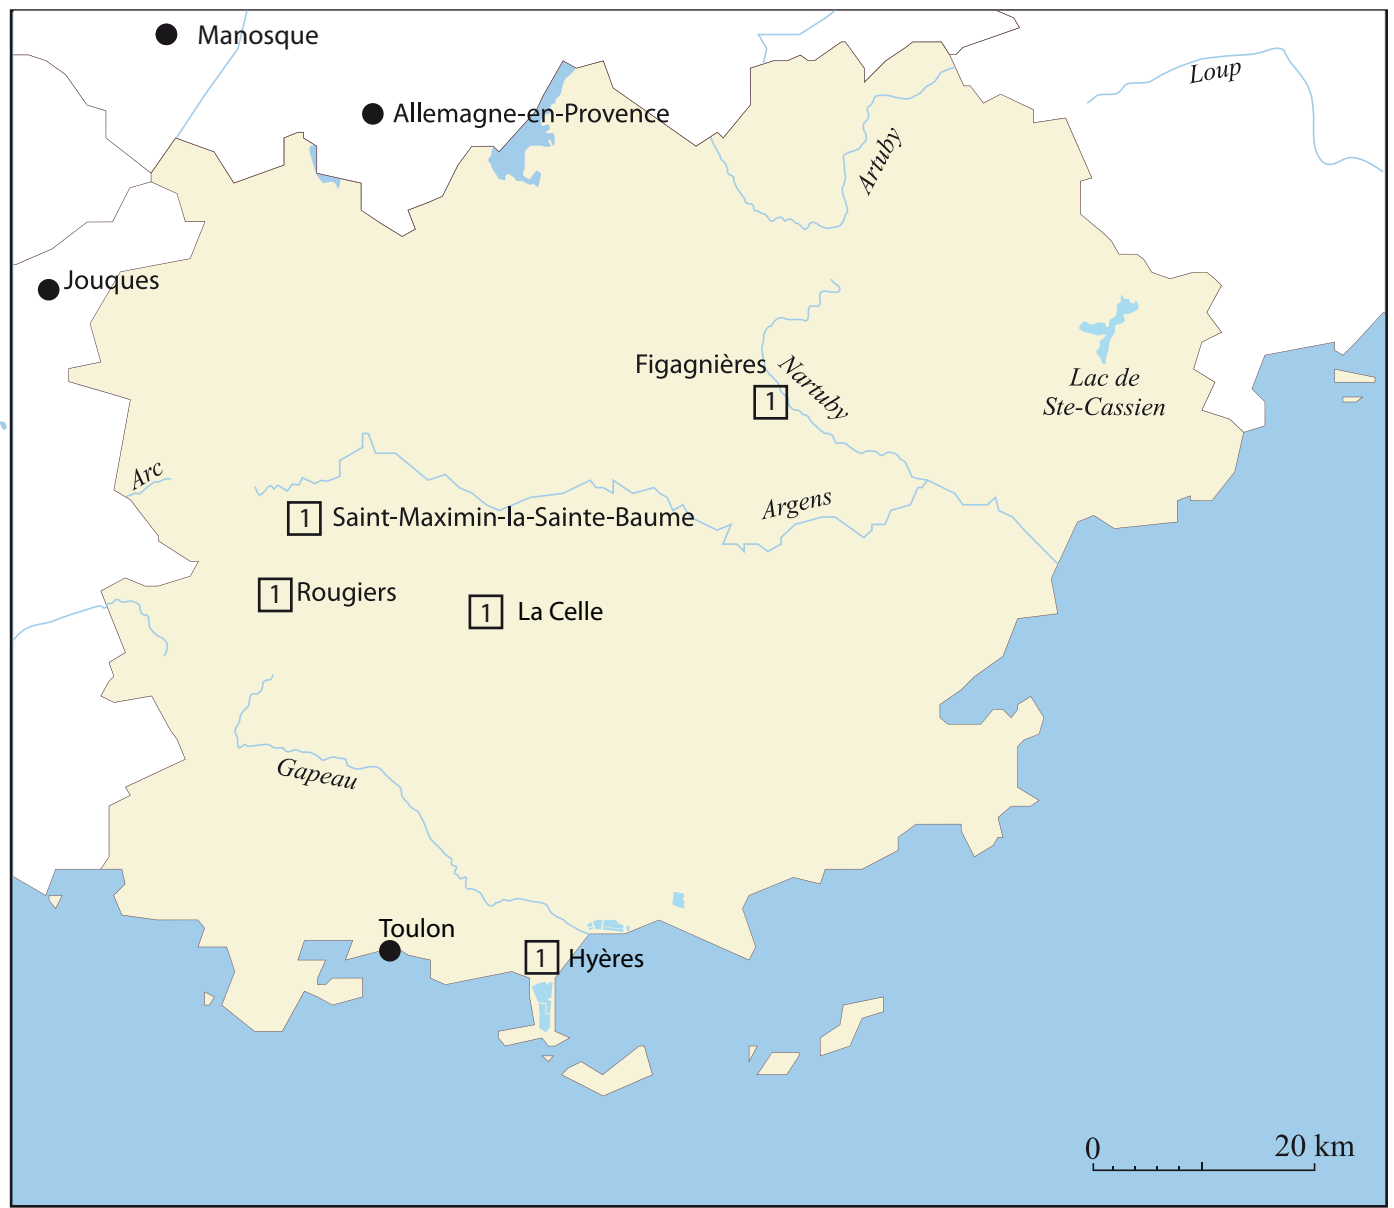 Manosque
Loup
Allemagne-en-Provence
Artuby
Jouques
Figagnières
Nartuby
1
Lac de
Ste-Cassien
Arc
Argens
1 Saint-Maximin-la-Sainte-Baume
1 Rougiers
1 La Celle
Gapeau
Toulon
1 Hyères
0 20 km